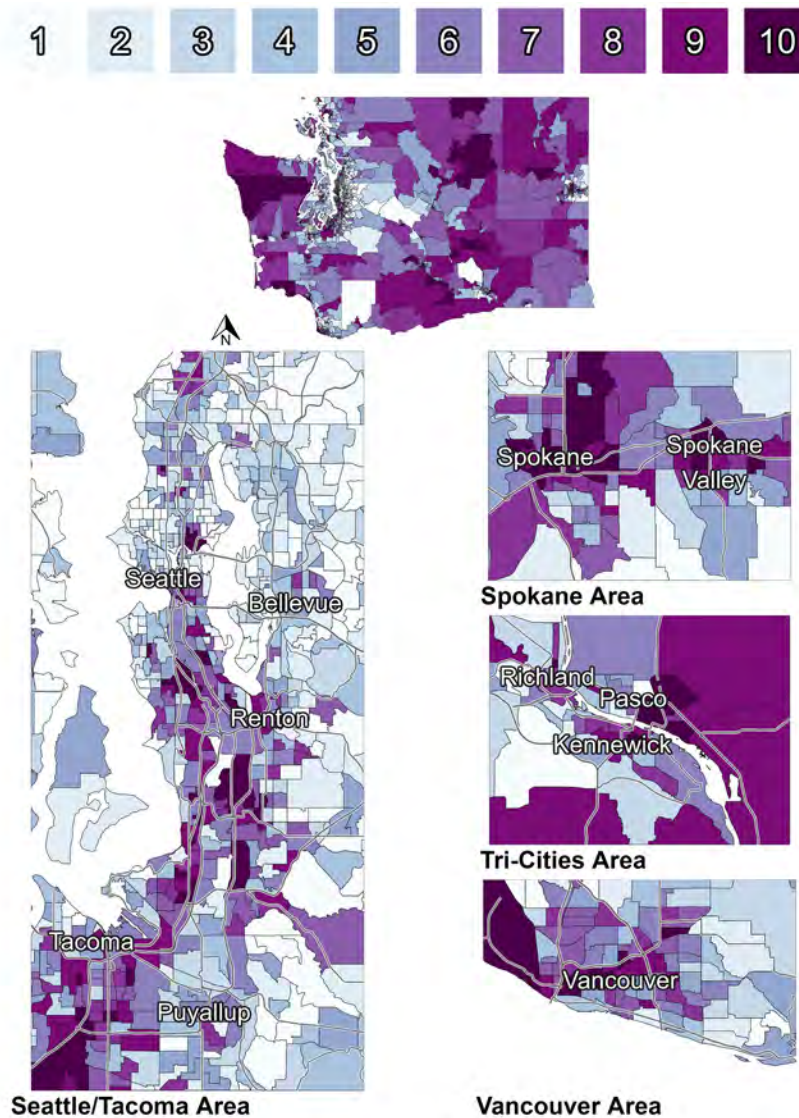 1 2 3 4 5 6 7 8 9 10
N
Seattle
Bellevue
Renton
Tacoma
Puyallup
Seattle/Tacoma Area
Spokane
Spokane
Valley
Spokane Area
Richland
Pasco
Kennewick
Tri-Cities Area
Vancouver
Vancouver Area